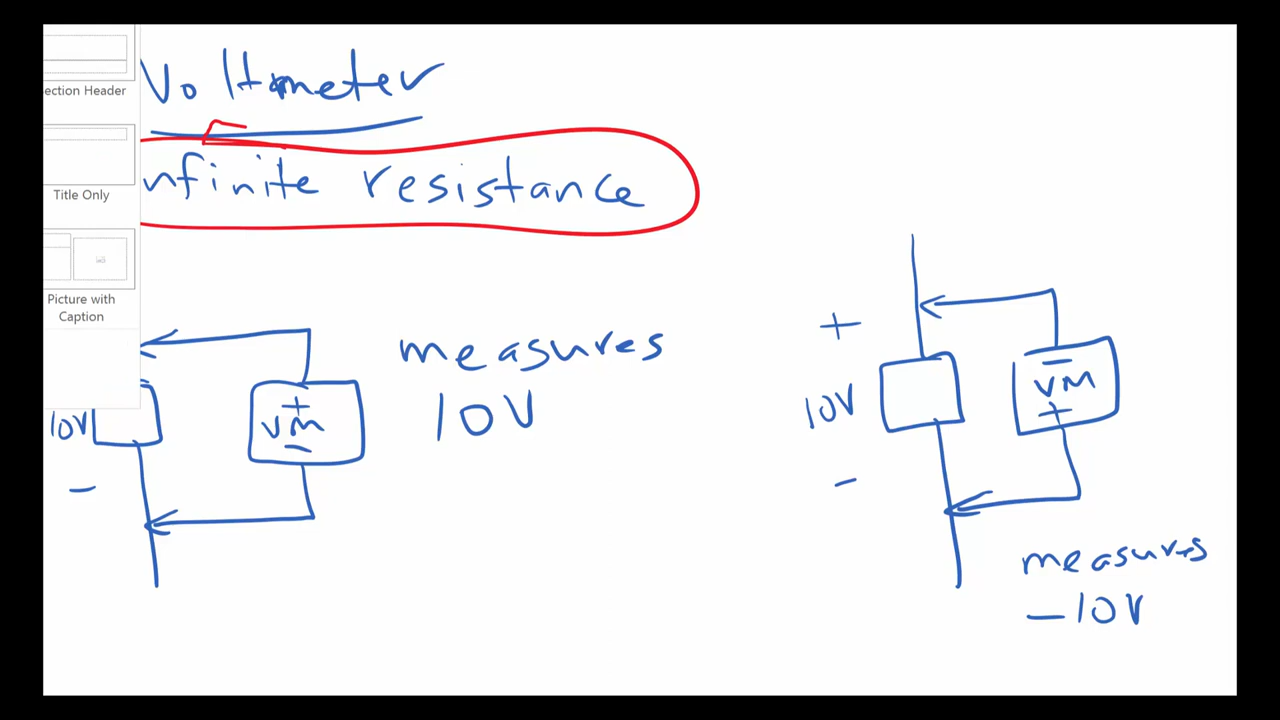 ection Header
Title Only
Picture with
Caption
Voltmeter
nfinite resistance
10V
-
+
VM
-
measures
10V
+
10V
-
-
VM
+
measures
-10V